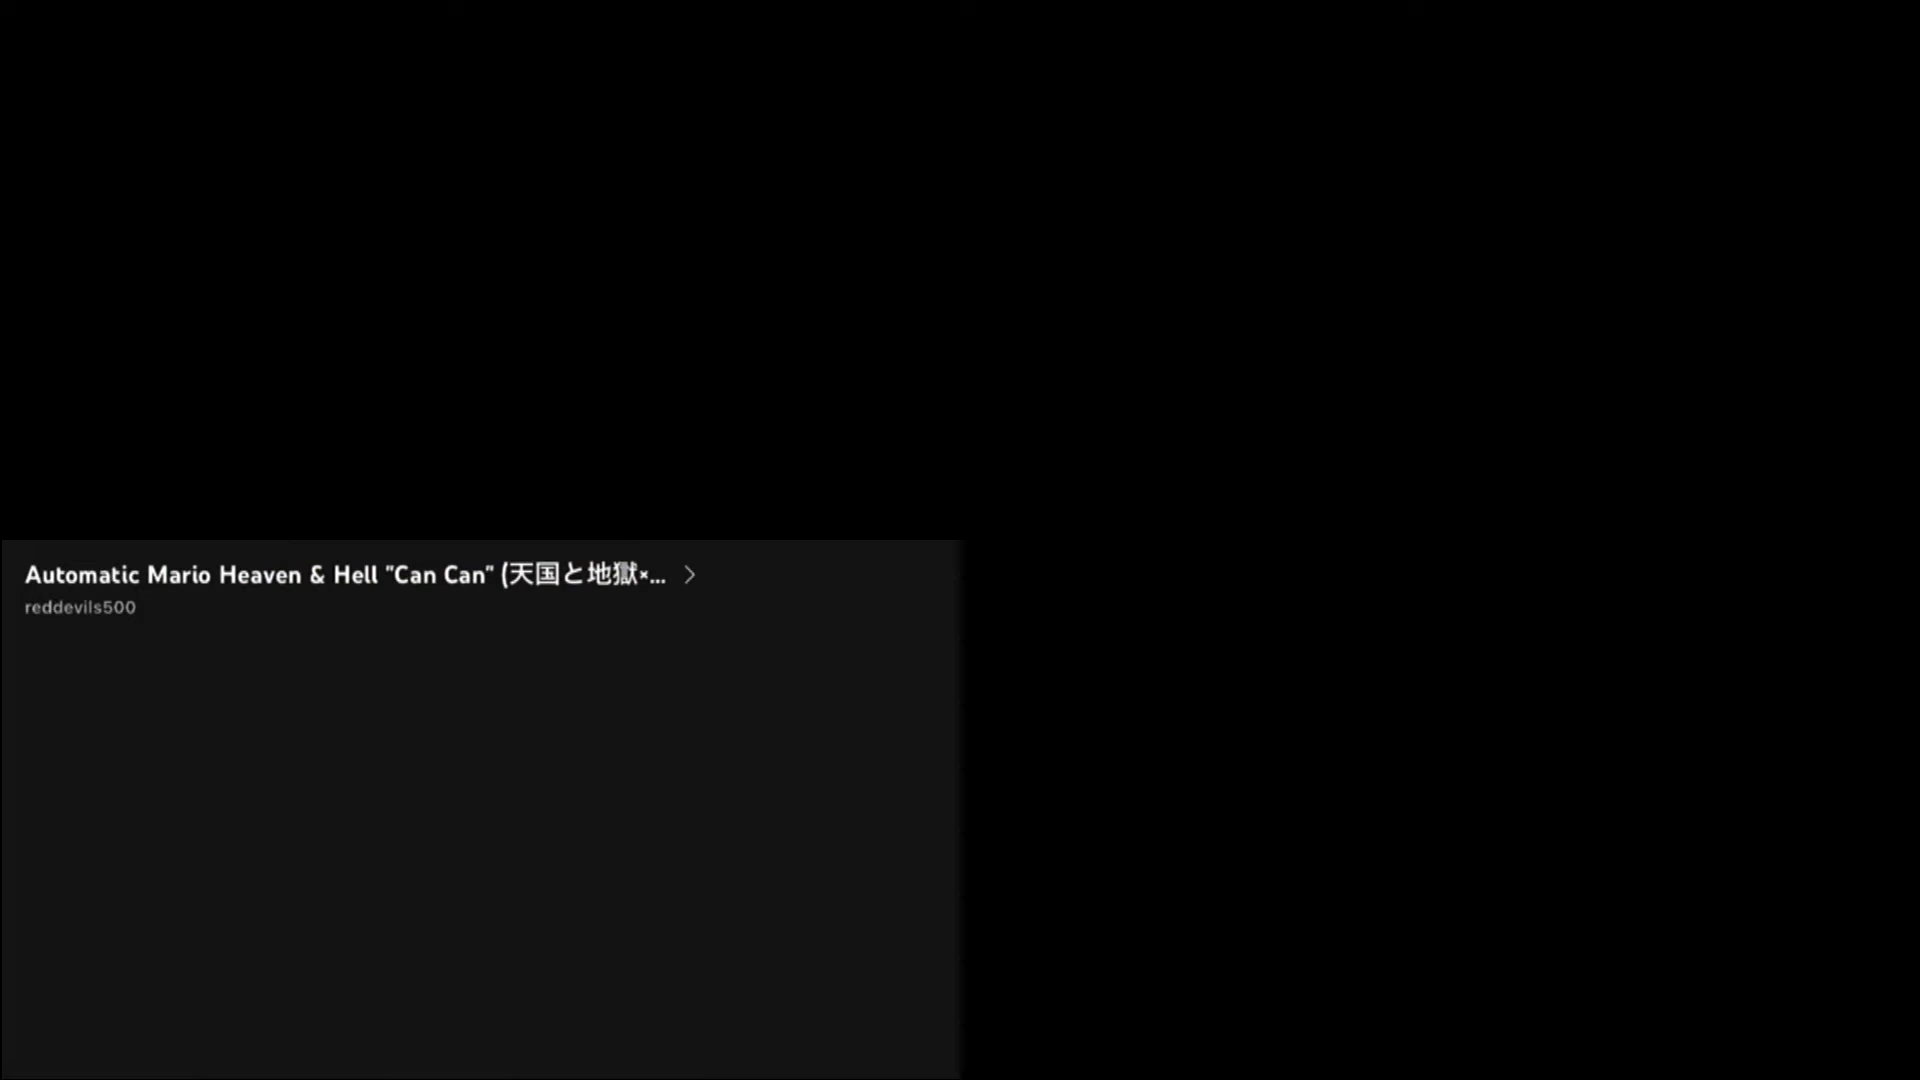 Automatic Mario Heaven & Hell "Can Can" (天国と地獄×...
reddevils500